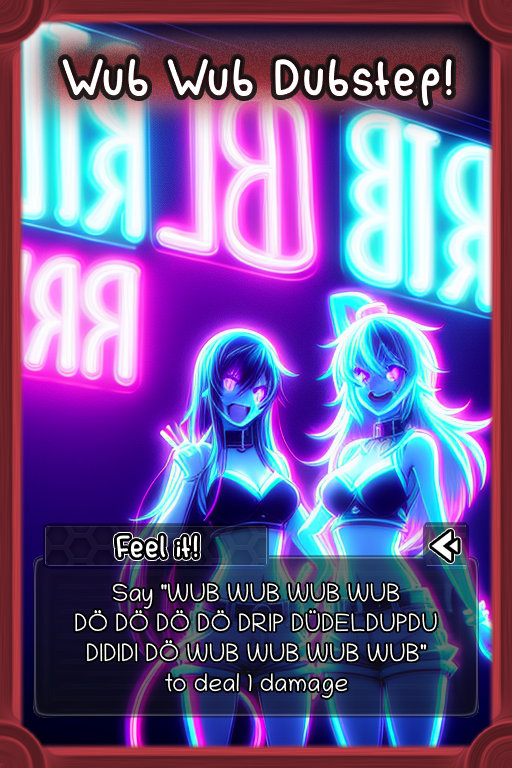 Wub Wub Dubstep!
Feel it!
Say "WUB WUB WUB WUB
DÖ DÖ DÖ DÖ DRIP DÜDELDUPDU
DIDIDI DÖ WUB WUB WUB WUB"
to deal 1 damage